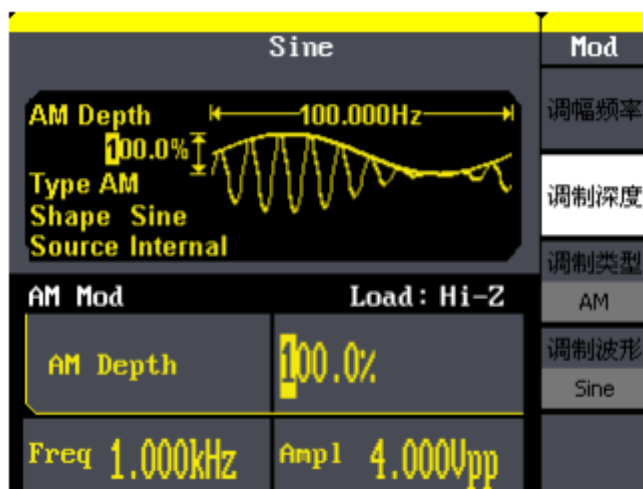 Sine
Mod
AM Depth
100.000Hz
100.0%
Type AM
Shape Sine
Source Internal
AM Mod
Load: Hi-Z
AM Depth
100.0%
Freq 1.000kHz
Ampl 4.000Vpp
调幅频率
调制深度
调制类型
AM
调制波形
Sine